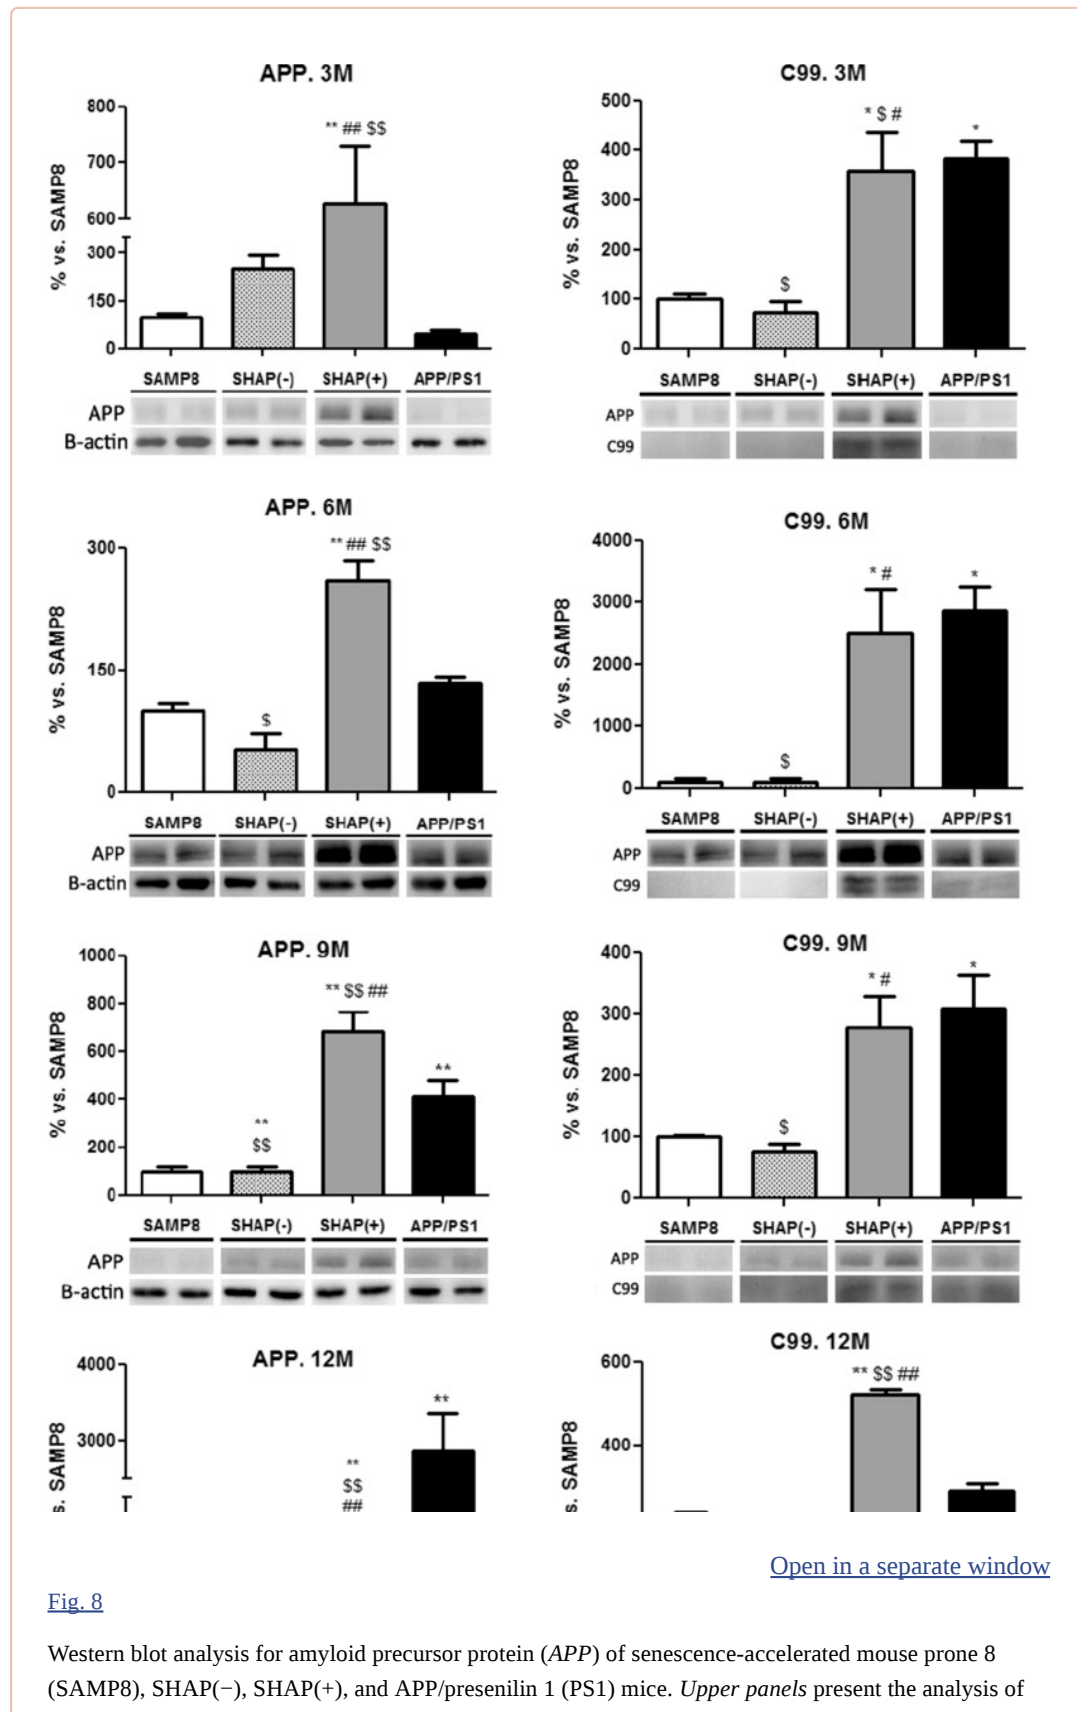 APP. 3M
% vs. SAMP8
800
700
600
300
150
0
** ## $$
SAMP8 SHAP(-) SHAP(+) APP/PS1
APP
B-actin
C99. 3M
% vs. SAMP8
500
400
300
200
100
0
$
* $ #
*
SAMP8 SHAP(-) SHAP(+) APP/PS1
APP
C99
APP. 6M
% vs. SAMP8
300
150
0
$
** ## $$
SAMP8 SHAP(-) SHAP(+) APP/PS1
APP
B-actin
C99. 6M
% vs. SAMP8
4000
3000
2000
1000
0
$
* #
*
SAMP8 SHAP(-) SHAP(+) APP/PS1
APP
C99
APP. 9M
% vs. SAMP8
1000
800
600
400
200
0
**
$$
** $$ ##
**
SAMP8 SHAP(-) SHAP(+) APP/PS1
APP
B-actin
C99. 9M
% vs. SAMP8
400
300
200
100
0
$
* #
*
SAMP8 SHAP(-) SHAP(+) APP/PS1
APP
C99
APP. 12M
s. SAMP8
4000
3000
**
$$
##
**
C99. 12M
s. SAMP8
600
400
** $$ ##
Open in a separate window
Fig. 8
Western blot analysis for amyloid precursor protein (APP) of senescence-accelerated mouse prone 8
(SAMP8), SHAP(−), SHAP(+), and APP/presenilin 1 (PS1) mice. Upper panels present the analysis of